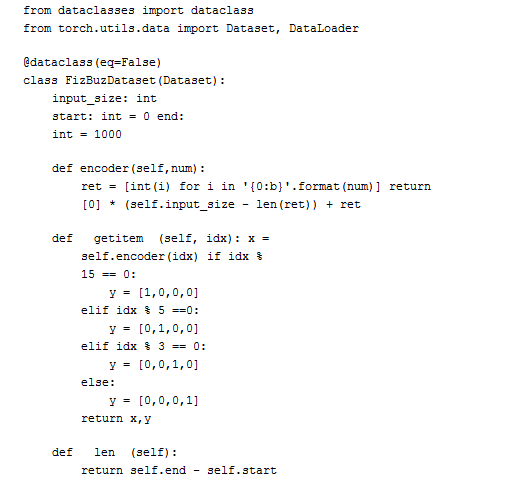 from dataclasses import dataclass
from torch.utils.data import Dataset, DataLoader

@dataclass(eq=False)
class FizBuzDataset(Dataset):
    input_size: int
    start: int = 0 end:
    int = 1000

    def encoder(self,num):
        ret = [int(i) for i in '{0:b}'.format(num)] return
        [0] * (self.input_size - len(ret)) + ret

    def   getitem  (self, idx): x =
        self.encoder(idx) if idx %
        15 == 0:
            y = [1,0,0,0]
        elif idx % 5 ==0:
            y = [0,1,0,0]
        elif idx % 3 == 0:
            y = [0,0,1,0]
        else:
            y = [0,0,0,1]
        return x,y

    def   len  (self):
        return self.end - self.start